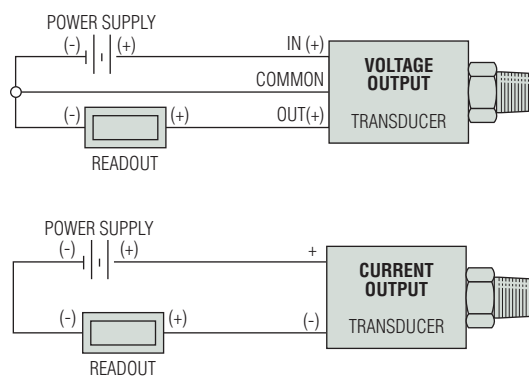 POWER SUPPLY
(-) (+) IN (+)
VOLTAGE
OUTPUT
COMMON
(-) (+) OUT(+)
TRANSDUCER
READOUT
POWER SUPPLY
(-) (+) +
CURRENT
OUTPUT
(-) (+) (-)
TRANSDUCER
READOUT